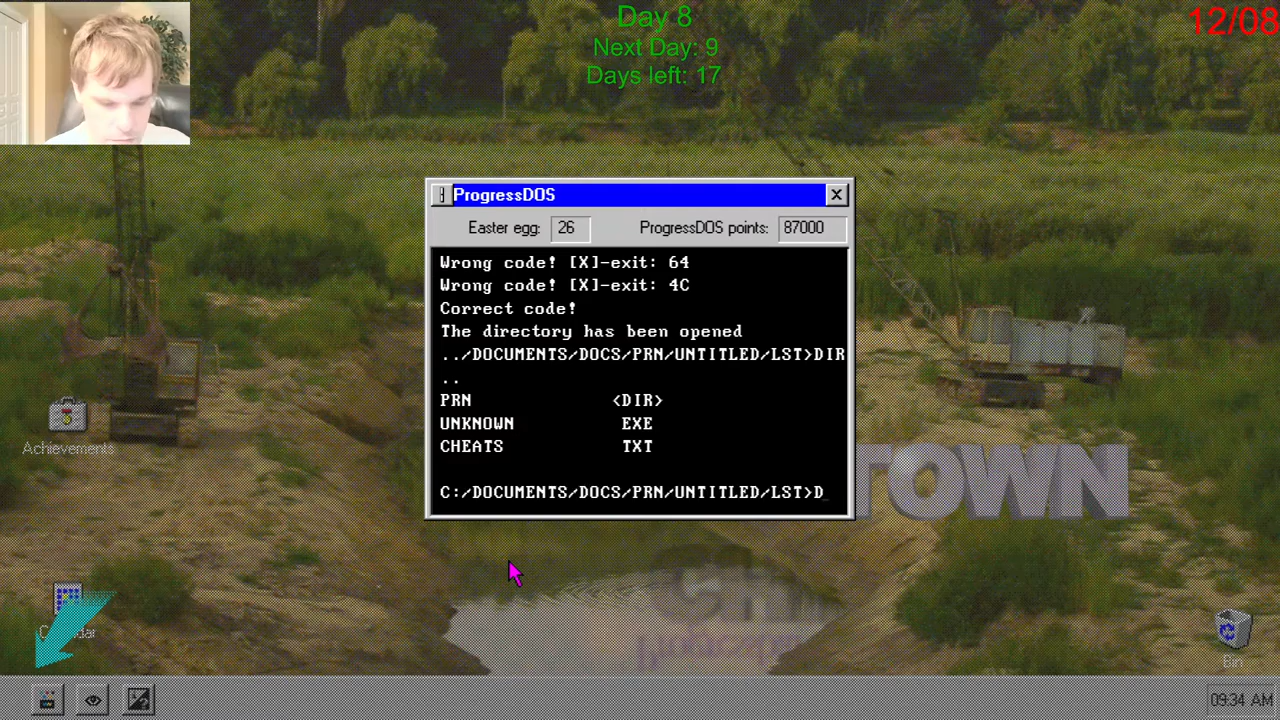 Day 8
Next Day: 9
Days left: 17
12/08
ProgressDOS
Easter egg: 26 ProgressDOS points: 87000
Wrong code! [X]-exit: 64
Wrong code! [X]-exit: 4C
Correct code!
The directory has been opened
../DOCUMENTS/DOCS/PRN/UNTITLED/LST>DIR
..
PRN <DIR>
UNKNOWN EXE
CHEATS TXT
C:/DOCUMENTS/DOCS/PRN/UNTITLED/LST>D_
Achievements
TOWN
Bin
09:34 AM